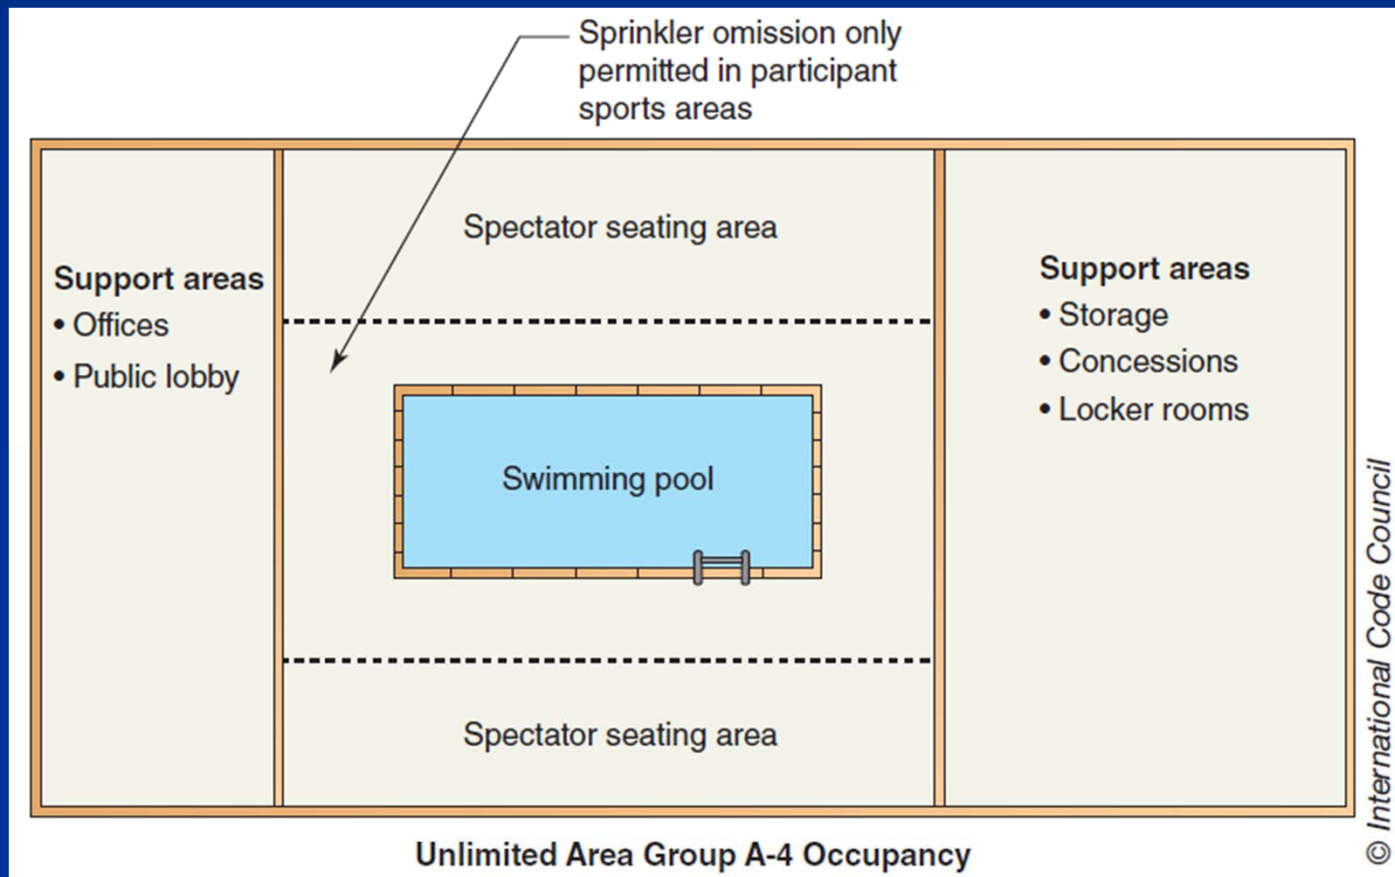 Sprinkler omission only
permitted in participant
sports areas
Spectator seating area
Support areas
• Offices
• Public lobby
Support areas
• Storage
• Concessions
• Locker rooms
Swimming pool
Spectator seating area
Unlimited Area Group A-4 Occupancy
© International Code Council